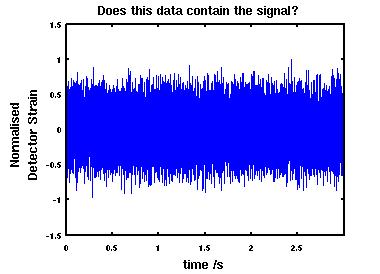 Does this data contain the signal?
Normalised
Detector Strain
1.5
1
0.5
0
-0.5
-1
-1.5
0 0.5 1 1.5 2 2.5
time /s